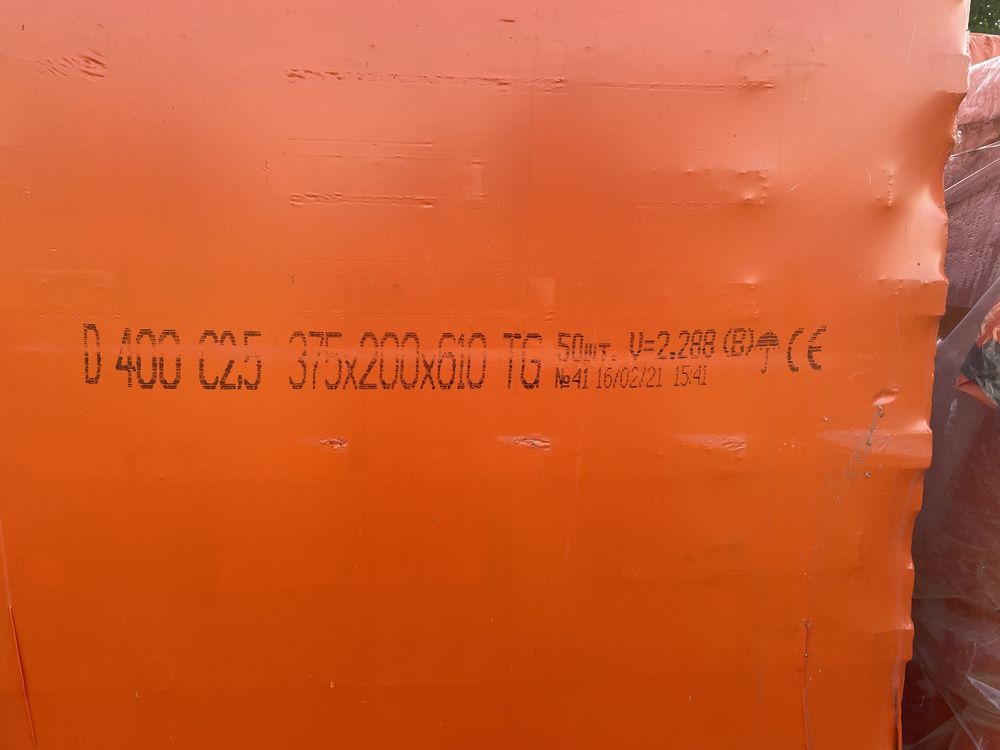 D 400 C2.5 375x200x610 TG 50шт. V=2.288 (B) CE
№41 16/02/21 15:41